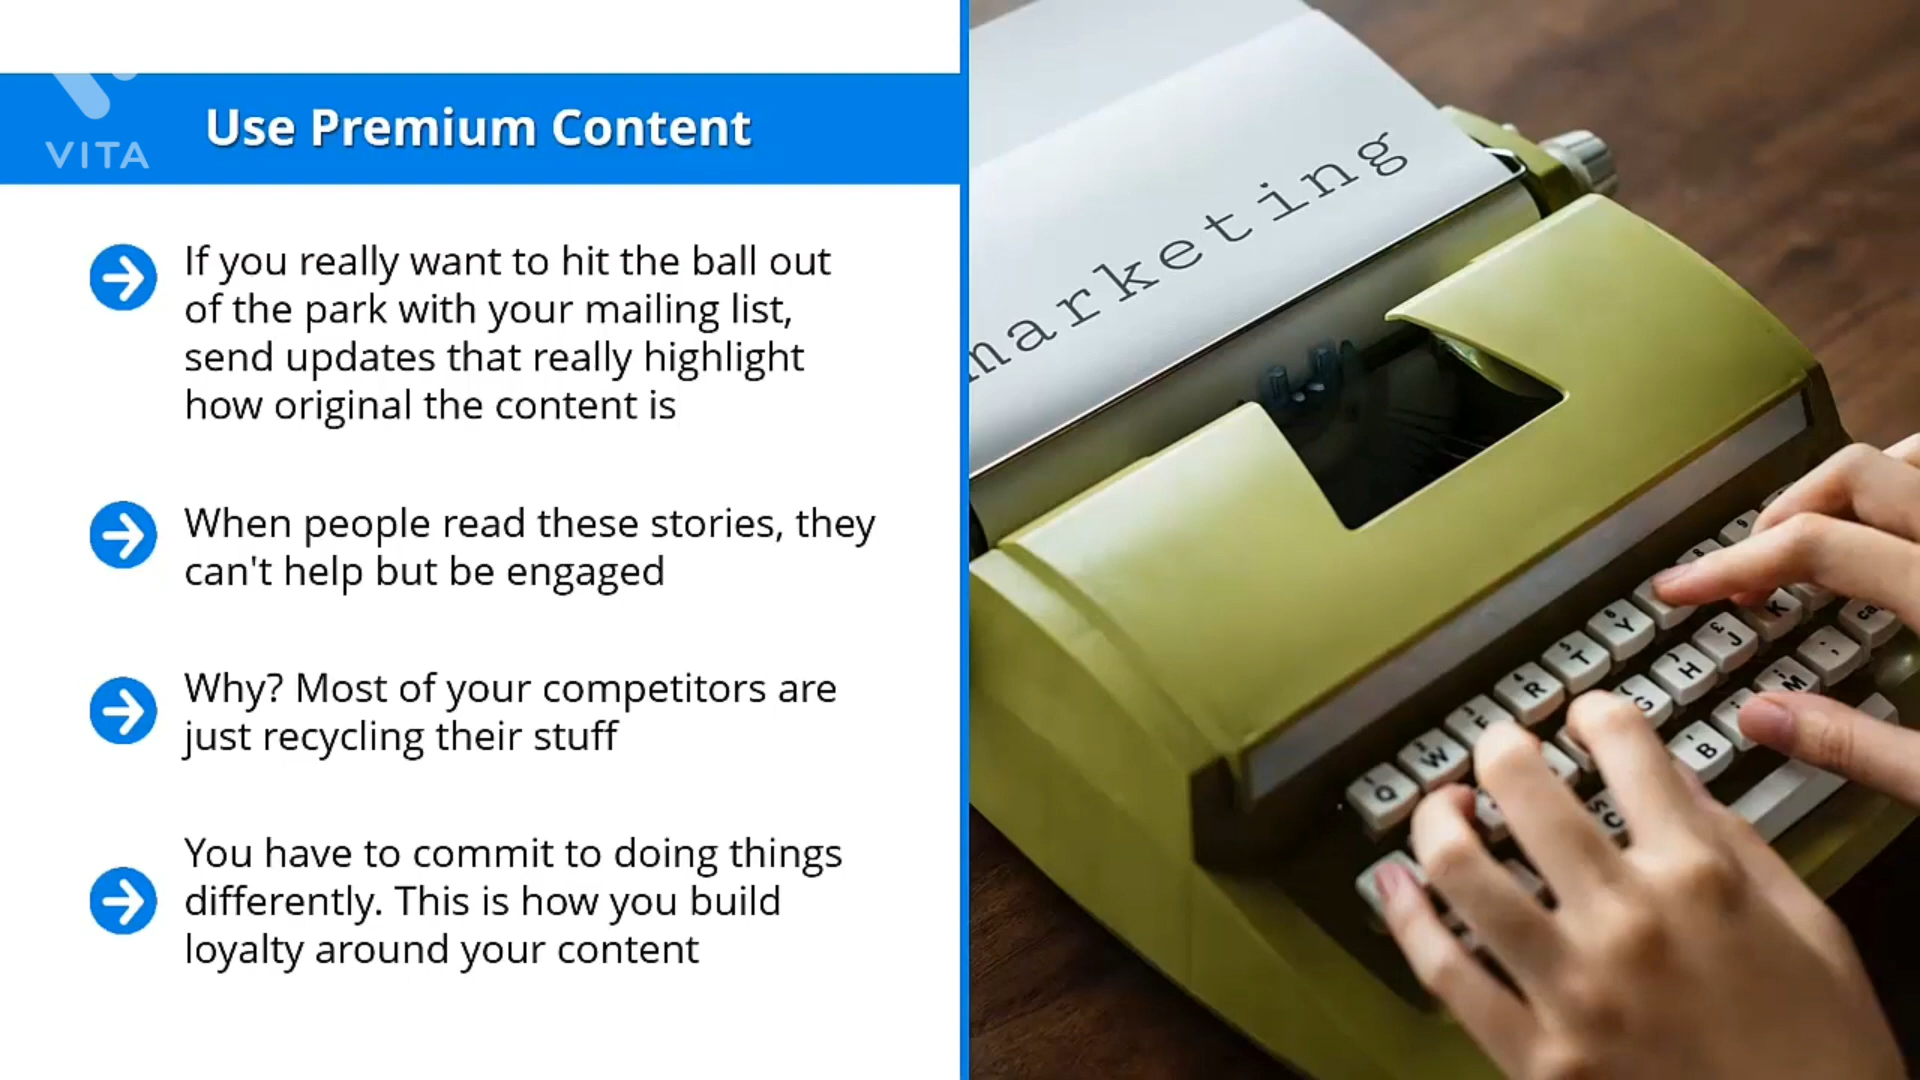 VITA
Use Premium Content
If you really want to hit the ball out
of the park with your mailing list,
send updates that really highlight
how original the content is
When people read these stories, they
can't help but be engaged
Why? Most of your competitors are
just recycling their stuff
You have to commit to doing things
differently. This is how you build
loyalty around your content
marketing
Q W E R T Y
G H J K
B M